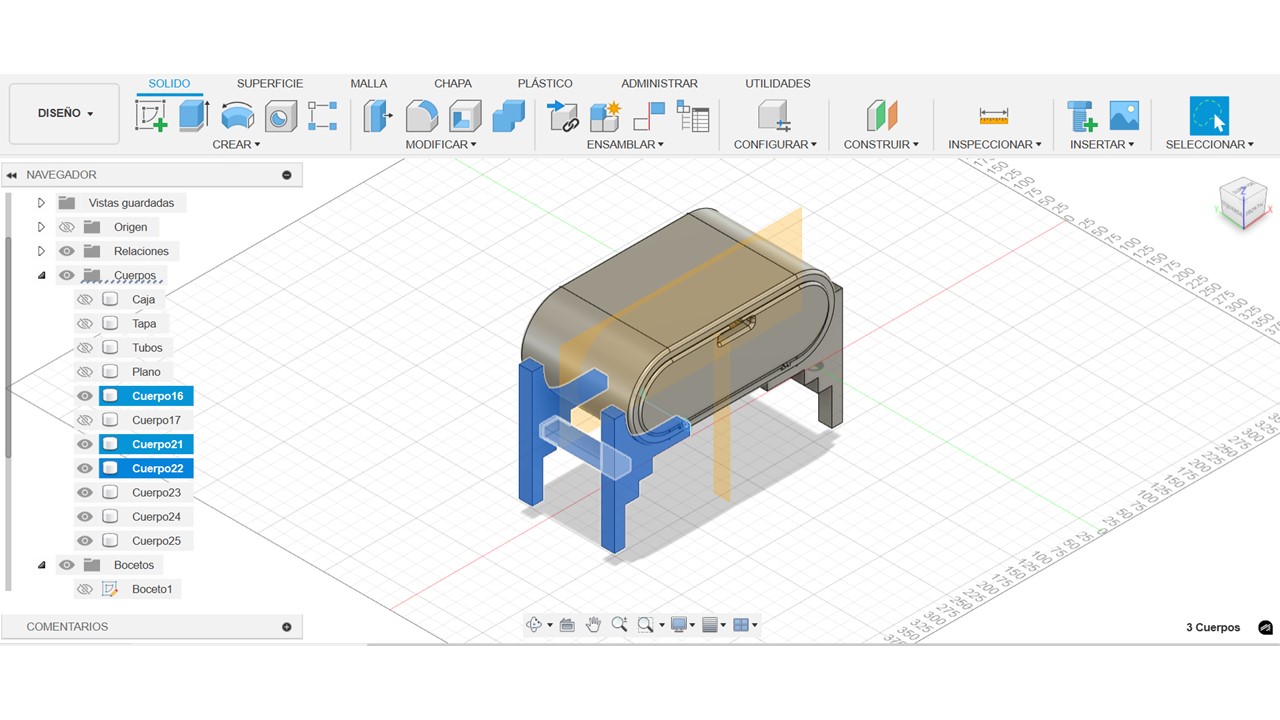 SOLIDO SUPERFICIE MALLA CHAPA PLÁSTICO ADMINISTRAR UTILIDADES
DISEÑO
CREAR MODIFICAR ENSAMBLAR CONFIGURAR CONSTRUIR INSPECCIONAR INSERTAR SELECCIONAR
NAVEGADOR
Vistas guardadas
Origen
Relaciones
Cuerpos
Caja
Tapa
Tubos
Plano
Cuerpo16
Cuerpo17
Cuerpo21
Cuerpo22
Cuerpo23
Cuerpo24
Cuerpo25
Bocetos
Boceto1
COMENTARIOS
3 Cuerpos